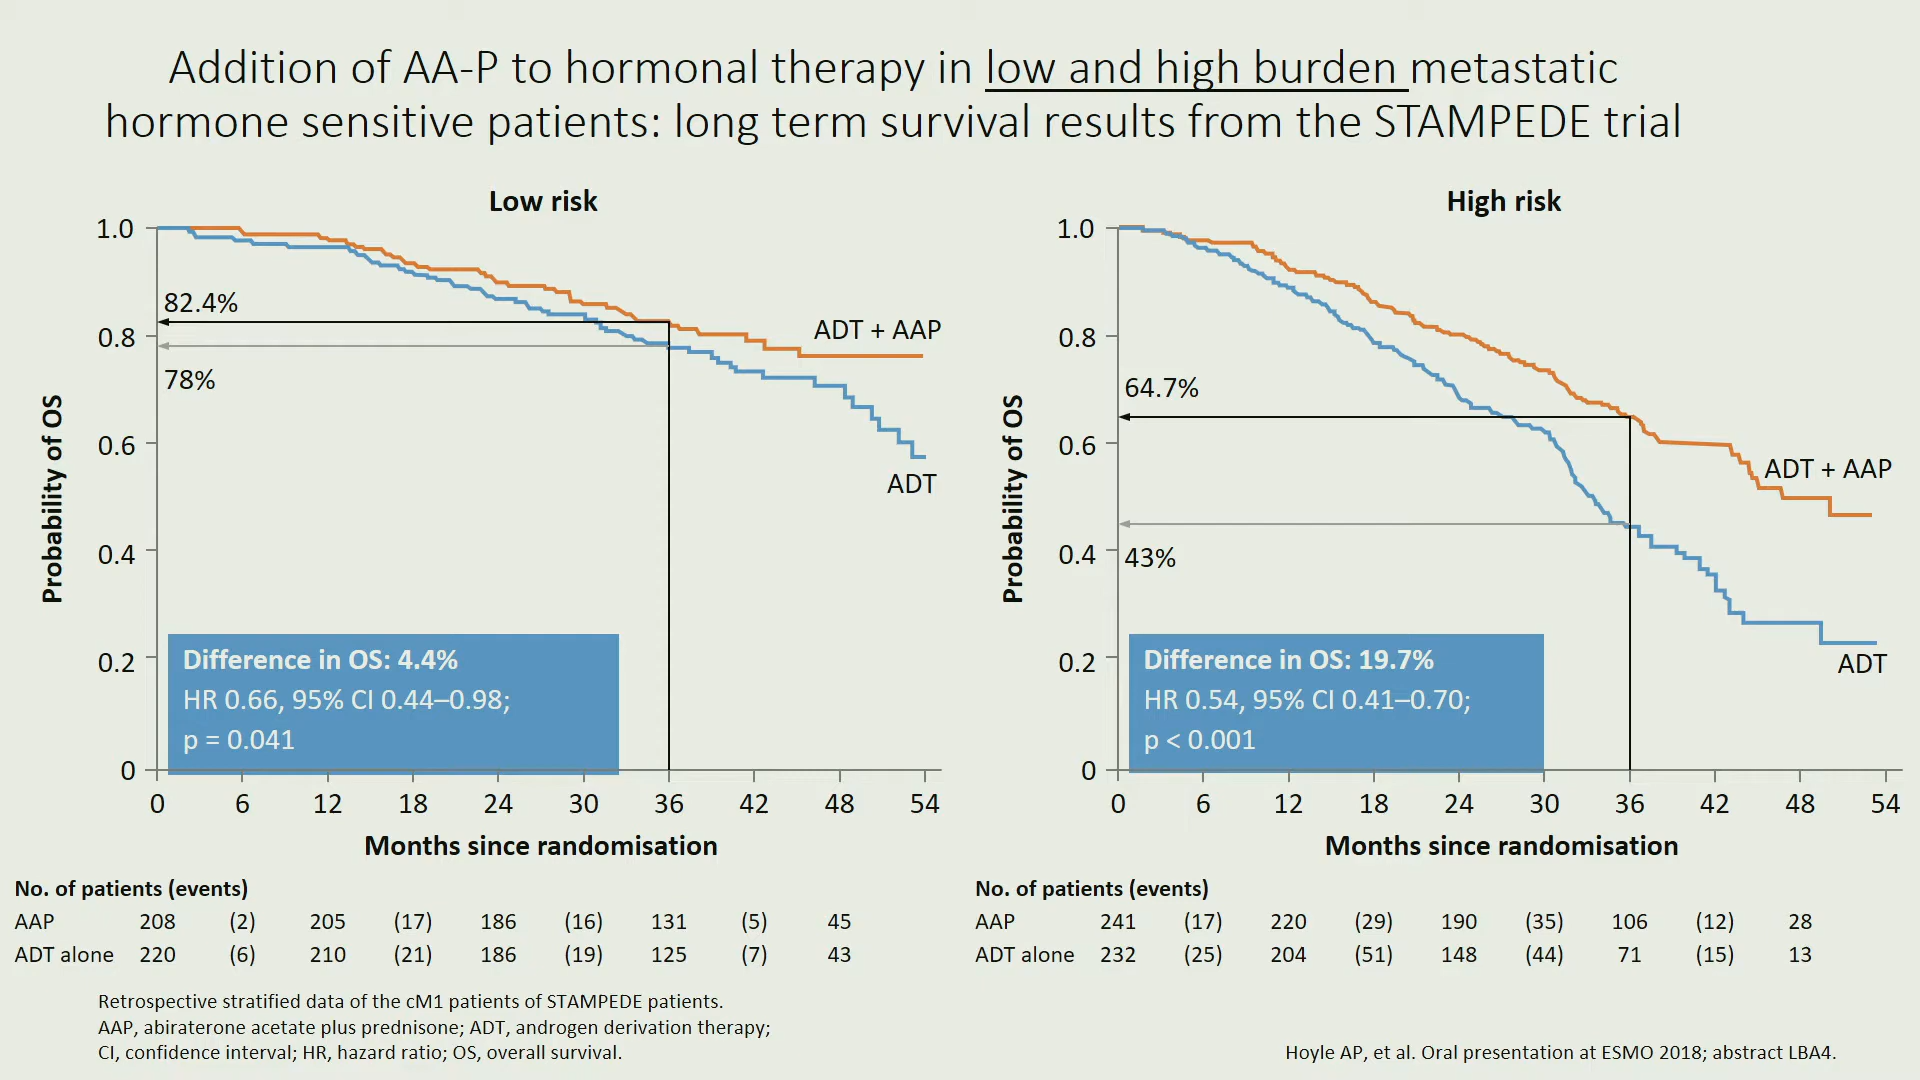 Addition of AA-P to hormonal therapy in low and high burden metastatic
hormone sensitive patients: long term survival results from the STAMPEDE trial
Low risk
Probability of OS
1.0
0.8
0.6
0.4
0.2
0
82.4%
78%
ADT + AAP
ADT
Difference in OS: 4.4%
HR 0.66, 95% CI 0.44–0.98;
p = 0.041
0 6 12 18 24 30 36 42 48 54
Months since randomisation
No. of patients (events)
AAP 208 (2) 205 (17) 186 (16) 131 (5) 45
ADT alone 220 (6) 210 (21) 186 (19) 125 (7) 43
High risk
Probability of OS
1.0
0.8
0.6
0.4
0.2
0
64.7%
43%
ADT + AAP
ADT
Difference in OS: 19.7%
HR 0.54, 95% CI 0.41–0.70;
p < 0.001
0 6 12 18 24 30 36 42 48 54
Months since randomisation
No. of patients (events)
AAP 241 (17) 220 (29) 190 (35) 106 (12) 28
ADT alone 232 (25) 204 (51) 148 (44) 71 (15) 13
Retrospective stratified data of the cM1 patients of STAMPEDE patients.
AAP, abiraterone acetate plus prednisone; ADT, androgen derivation therapy;
CI, confidence interval; HR, hazard ratio; OS, overall survival.
Hoyle AP, et al. Oral presentation at ESMO 2018; abstract LBA4.